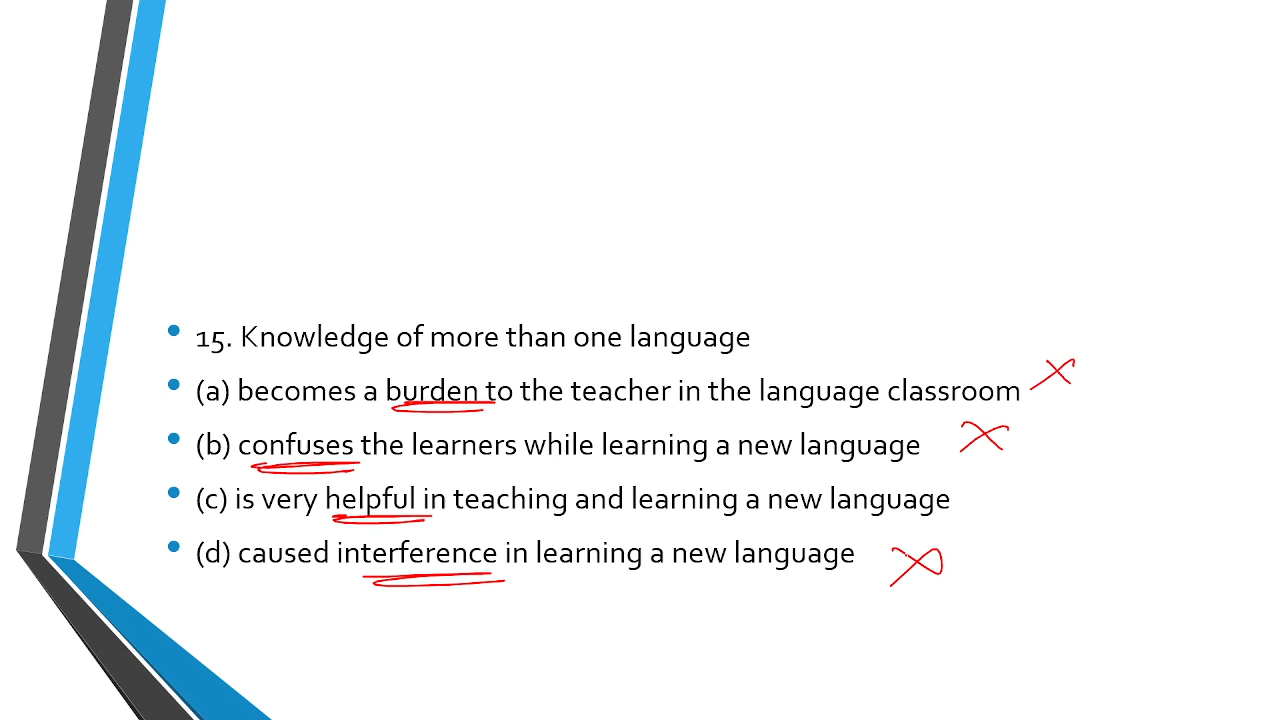 15. Knowledge of more than one language
(a) becomes a burden to the teacher in the language classroom
(b) confuses the learners while learning a new language
(c) is very helpful in teaching and learning a new language
(d) caused interference in learning a new language